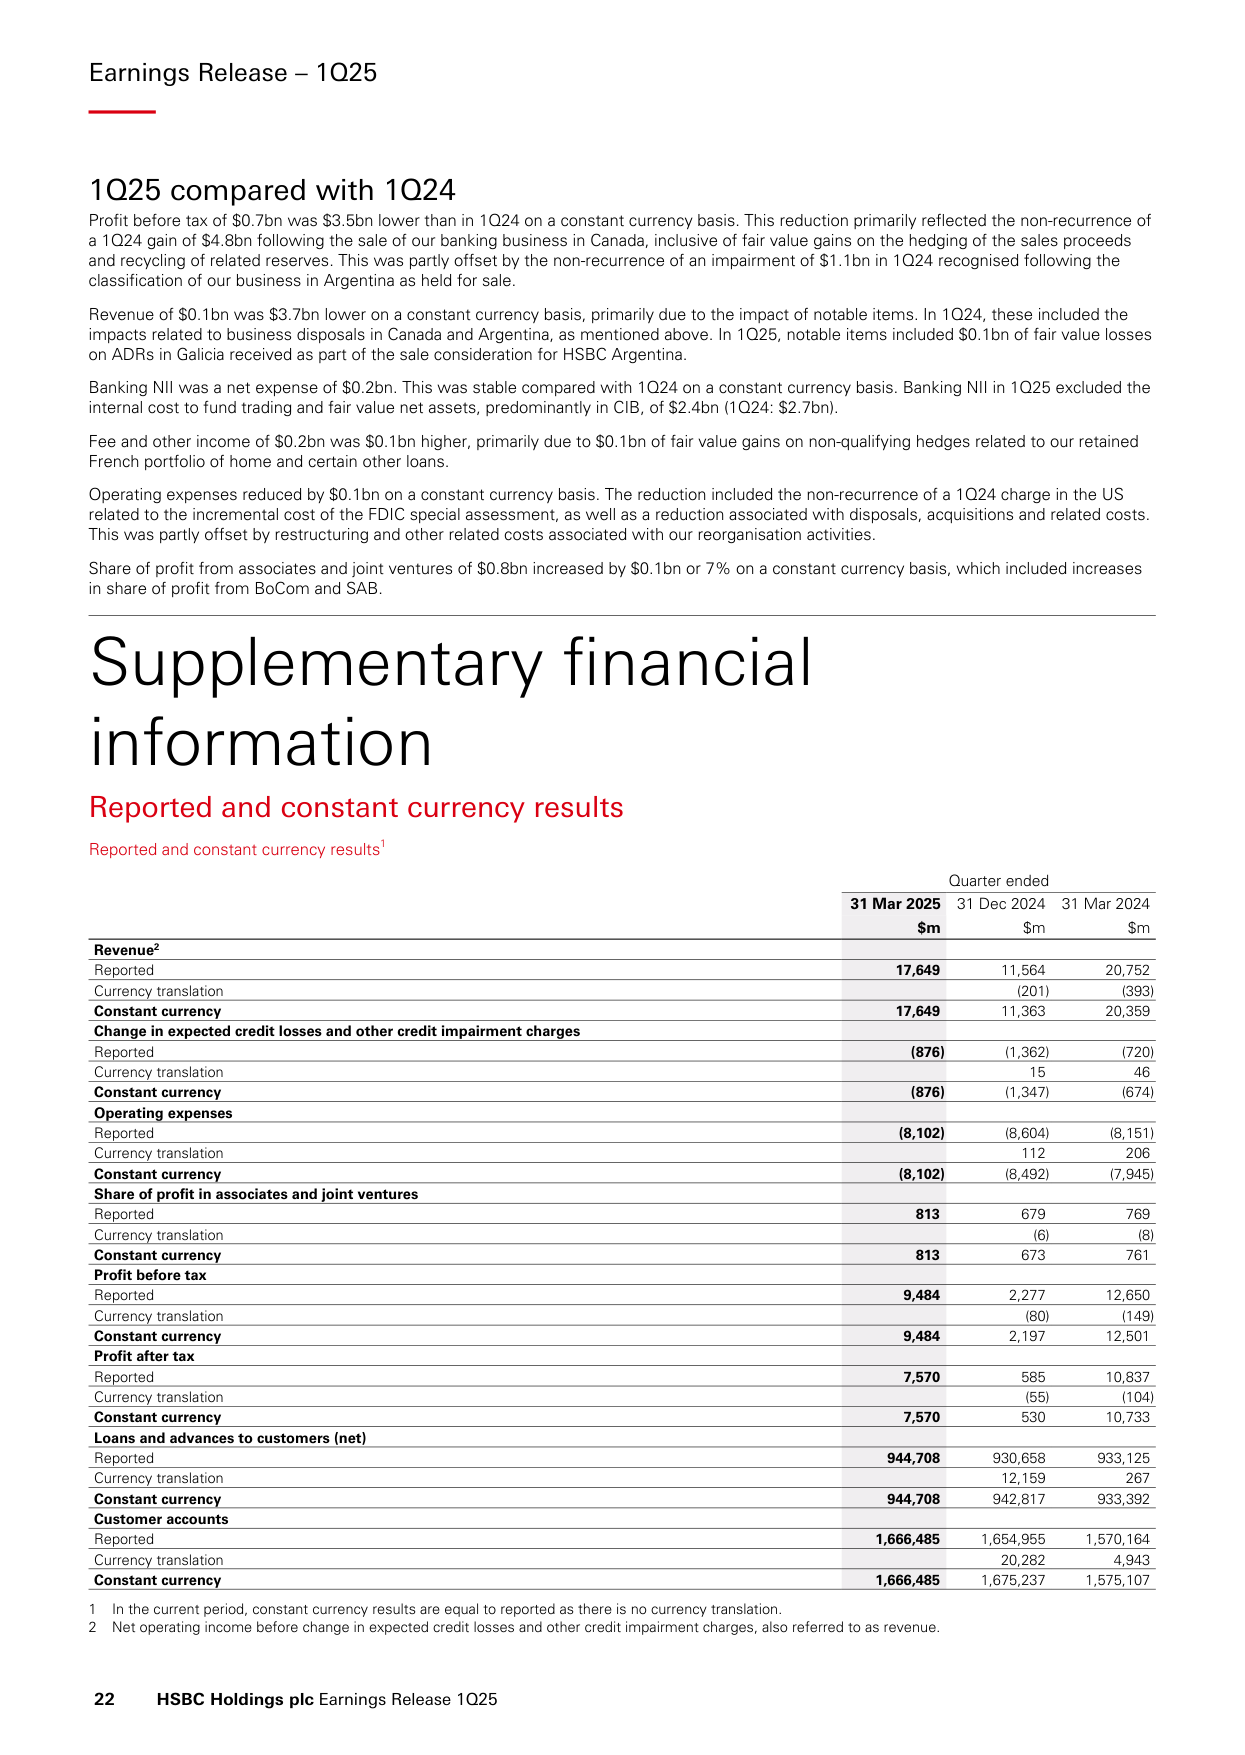 Earnings Release – 1Q25
1Q25 compared with 1Q24
Profit before tax of $0.7bn was $3.5bn lower than in 1Q24 on a constant currency basis. This reduction primarily reflected the non-recurrence of
a 1Q24 gain of $4.8bn following the sale of our banking business in Canada, inclusive of fair value gains on the hedging of the sales proceeds
and recycling of related reserves. This was partly offset by the non-recurrence of an impairment of $1.1bn in 1Q24 recognised following the
classification of our business in Argentina as held for sale.
Revenue of $0.1bn was $3.7bn lower on a constant currency basis, primarily due to the impact of notable items. In 1Q24, these included the
impacts related to business disposals in Canada and Argentina, as mentioned above. In 1Q25, notable items included $0.1bn of fair value losses
on ADRs in Galicia received as part of the sale consideration for HSBC Argentina.
Banking NII was a net expense of $0.2bn. This was stable compared with 1Q24 on a constant currency basis. Banking NII in 1Q25 excluded the
internal cost to fund trading and fair value net assets, predominantly in CIB, of $2.4bn (1Q24: $2.7bn).
Fee and other income of $0.2bn was $0.1bn higher, primarily due to $0.1bn of fair value gains on non-qualifying hedges related to our retained
French portfolio of home and certain other loans.
Operating expenses reduced by $0.1bn on a constant currency basis. The reduction included the non-recurrence of a 1Q24 charge in the US
related to the incremental cost of the FDIC special assessment, as well as a reduction associated with disposals, acquisitions and related costs.
This was partly offset by restructuring and other related costs associated with our reorganisation activities.
Share of profit from associates and joint ventures of $0.8bn increased by $0.1bn or 7% on a constant currency basis, which included increases
in share of profit from BoCom and SAB.
Supplementary financial
information
Reported and constant currency results
Reported and constant currency results1
Quarter ended
31 Mar 2025 31 Dec 2024 31 Mar 2024
$m $m $m
Revenue2
Reported 17,649 11,564 20,752
Currency translation (201) (393)
Constant currency 17,649 11,363 20,359
Change in expected credit losses and other credit impairment charges
Reported (876) (1,362) (720)
Currency translation 15 46
Constant currency (876) (1,347) (674)
Operating expenses
Reported (8,102) (8,604) (8,151)
Currency translation 112 206
Constant currency (8,102) (8,492) (7,945)
Share of profit in associates and joint ventures
Reported 813 679 769
Currency translation (6) (8)
Constant currency 813 673 761
Profit before tax
Reported 9,484 2,277 12,650
Currency translation (80) (149)
Constant currency 9,484 2,197 12,501
Profit after tax
Reported 7,570 585 10,837
Currency translation (55) (104)
Constant currency 7,570 530 10,733
Loans and advances to customers (net)
Reported 944,708 930,658 933,125
Currency translation 12,159 267
Constant currency 944,708 942,817 933,392
Customer accounts
Reported 1,666,485 1,654,955 1,570,164
Currency translation 20,282 4,943
Constant currency 1,666,485 1,675,237 1,575,107
1 In the current period, constant currency results are equal to reported as there is no currency translation.
2 Net operating income before change in expected credit losses and other credit impairment charges, also referred to as revenue.
22 HSBC Holdings plc Earnings Release 1Q25